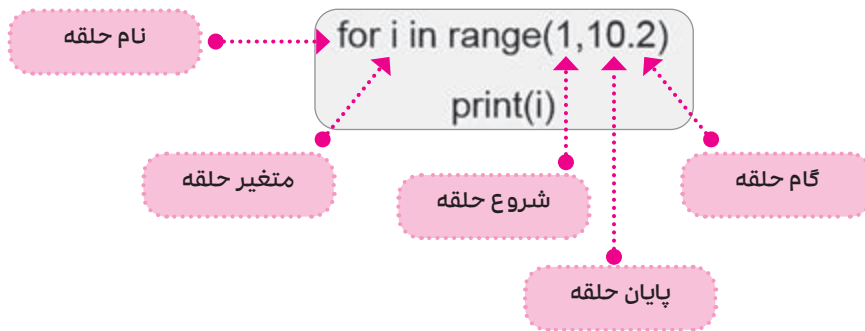 نام حلقه
for i in range(1,10.2)
print(i)
متغیر حلقه
شروع حلقه
گام حلقه
پایان حلقه